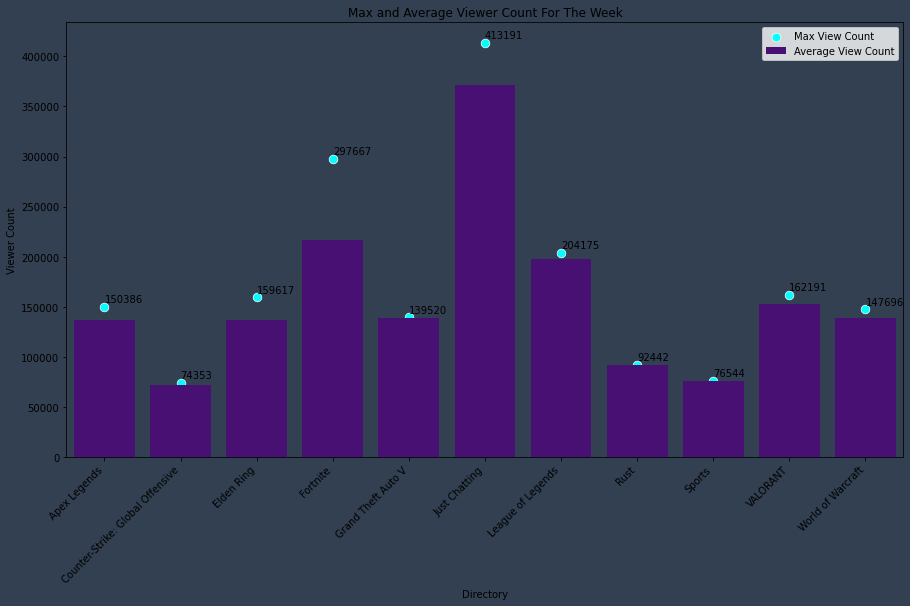 Max and Average Viewer Count For The Week
Max View Count
Average View Count
Viewer Count
400000
350000
300000
250000
200000
150000
100000
50000
0
150386
74353
159617
297667
139520
413191
204175
92442
76544
162191
147696
Apex Legends
Counter-Strike: Global Offensive
Elden Ring
Fortnite
Grand Theft Auto V
Just Chatting
League of Legends
Rust
Sports
VALORANT
World of Warcraft
Directory